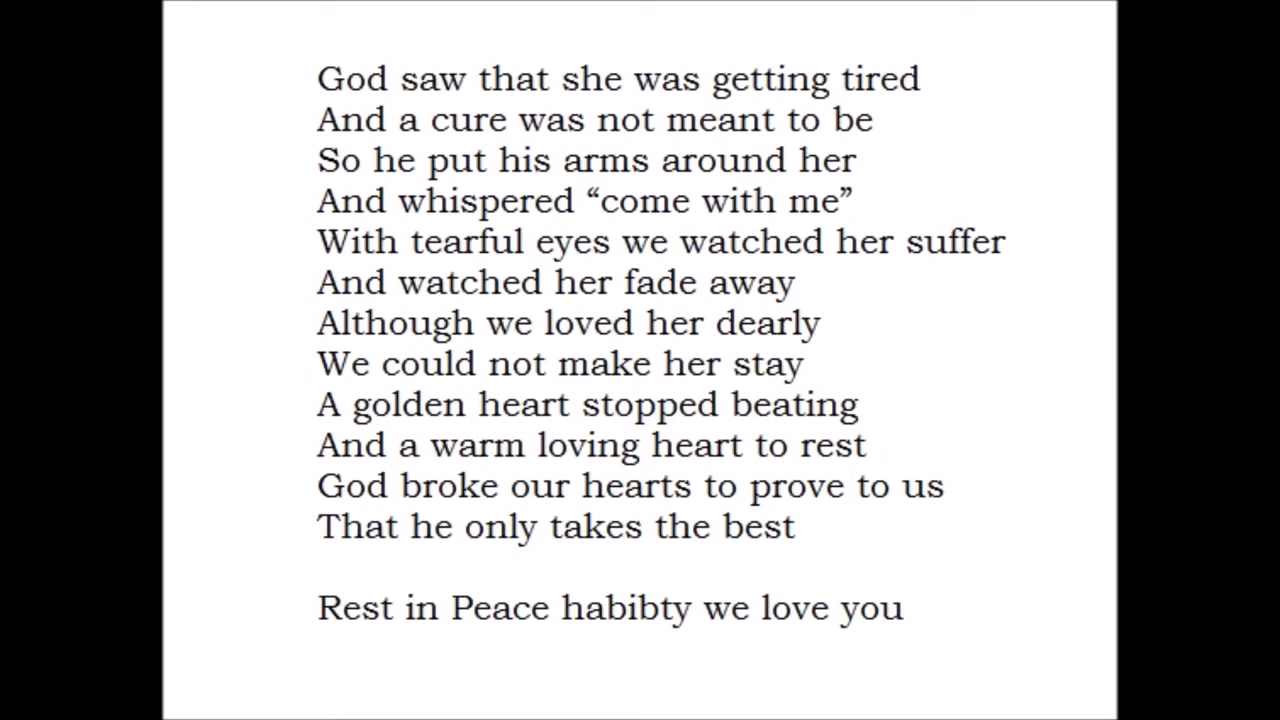 God saw that she was getting tired
And a cure was not meant to be
So he put his arms around her
And whispered “come with me”
With tearful eyes we watched her suffer
And watched her fade away
Although we loved her dearly
We could not make her stay
A golden heart stopped beating
And a warm loving heart to rest
God broke our hearts to prove to us
That he only takes the best
Rest in Peace habibty we love you